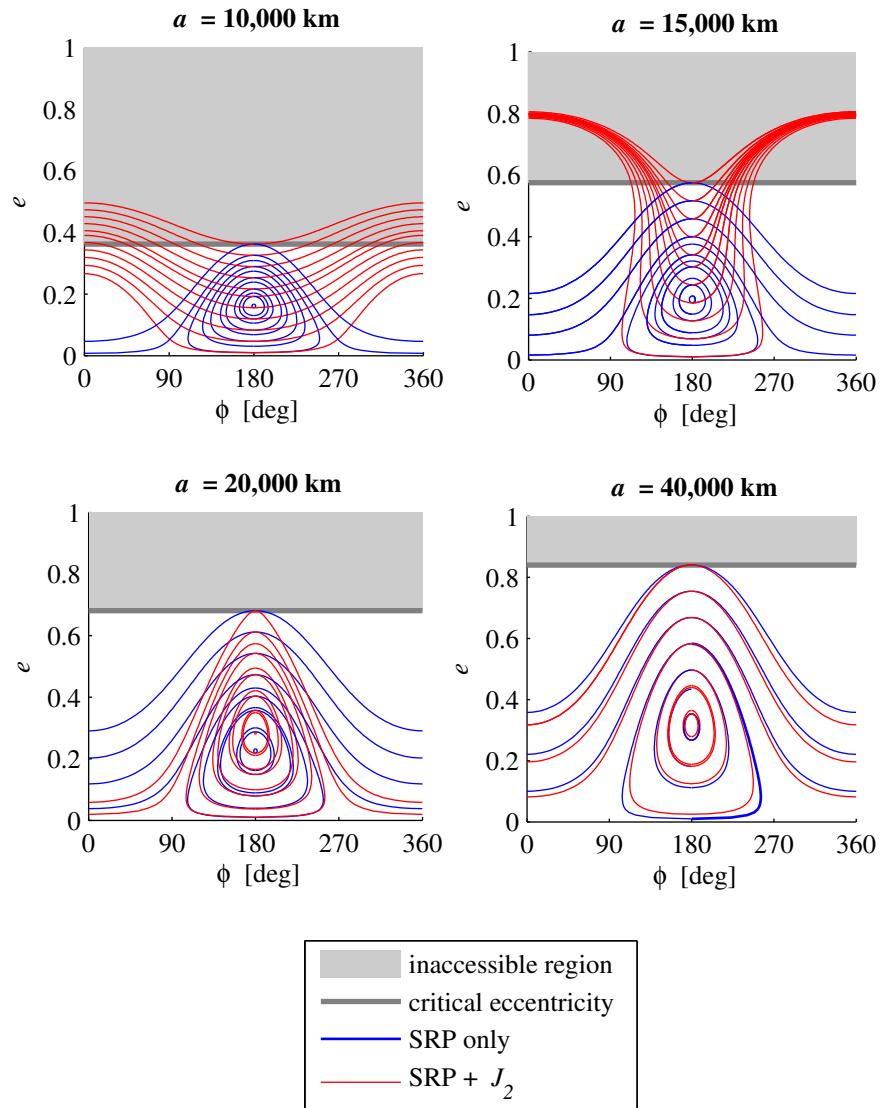 a = 10,000 km
1
0.8
0.6
0.4
0.2
0
e
0 90 180 270 360
ϕ [deg]
a = 15,000 km
1
0.8
0.6
0.4
0.2
0
e
0 90 180 270 360
ϕ [deg]
a = 20,000 km
1
0.8
0.6
0.4
0.2
0
e
0 90 180 270 360
ϕ [deg]
a = 40,000 km
1
0.8
0.6
0.4
0.2
0
e
0 90 180 270 360
ϕ [deg]
inaccessible region
critical eccentricity
SRP only
SRP + J_2